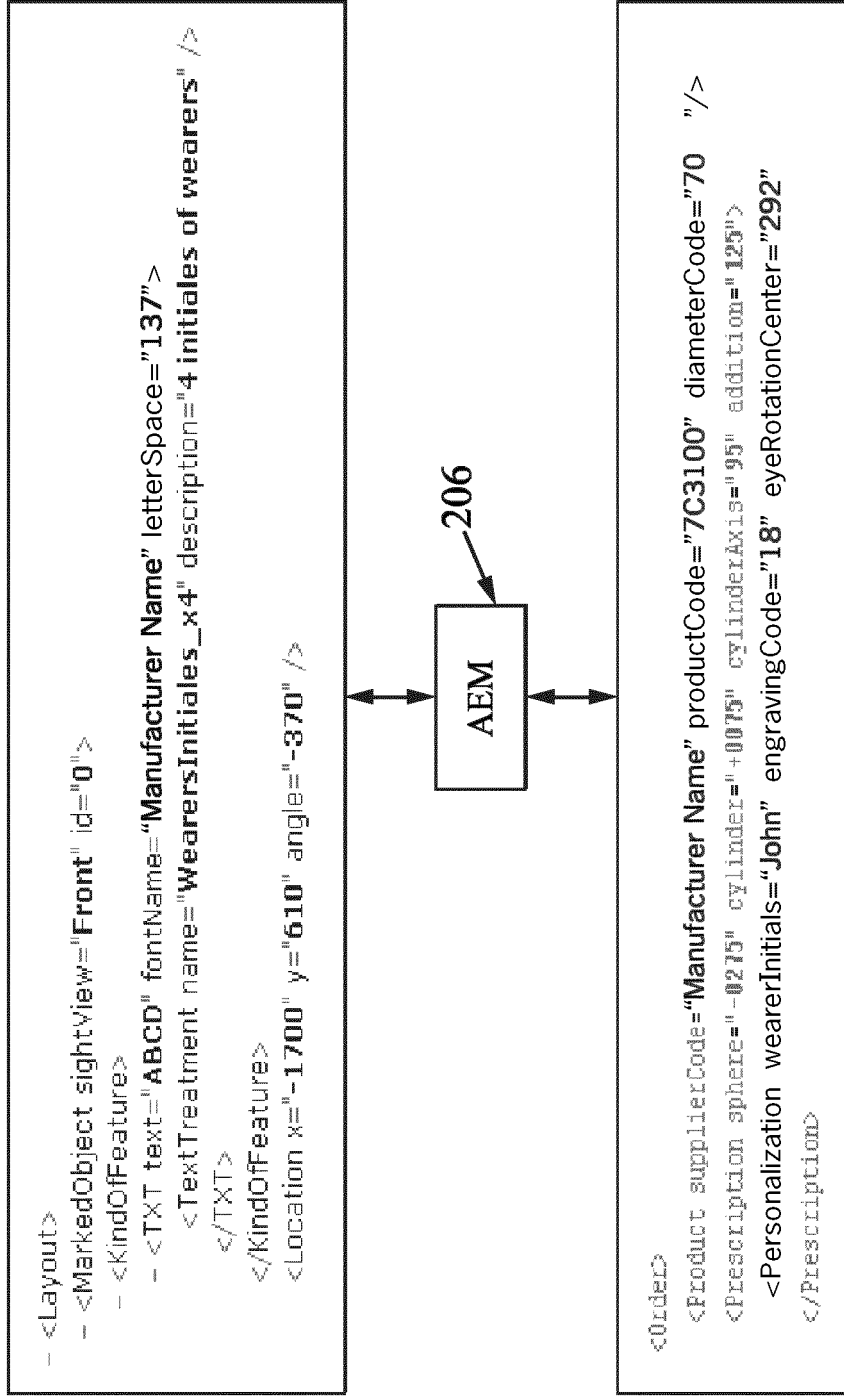 - <Layout>
- <MarkedObject sightView="Front" id="0">
- <KindOfFeature>
- <TXT text="ABCD" fontName="Manufacturer Name" letterSpace="137">
<TextTreatment name="WearersInitiales_x4" description="4 initiales of wearers" />
</TXT>
</KindOfFeature>
<Location x="-1700" y="610" angle="-370" />
AEM
206
<Order>
<Product supplierCode="Manufacturer Name" productCode="7C3100" diameterCode="70 "/>
<Prescription sphere="-0275" cylinder="+0075" cylinderAxis="95" addition="125">
<Personalization wearerInitials="John" engravingCode="18" eyeRotationCenter="292"
</Prescription>